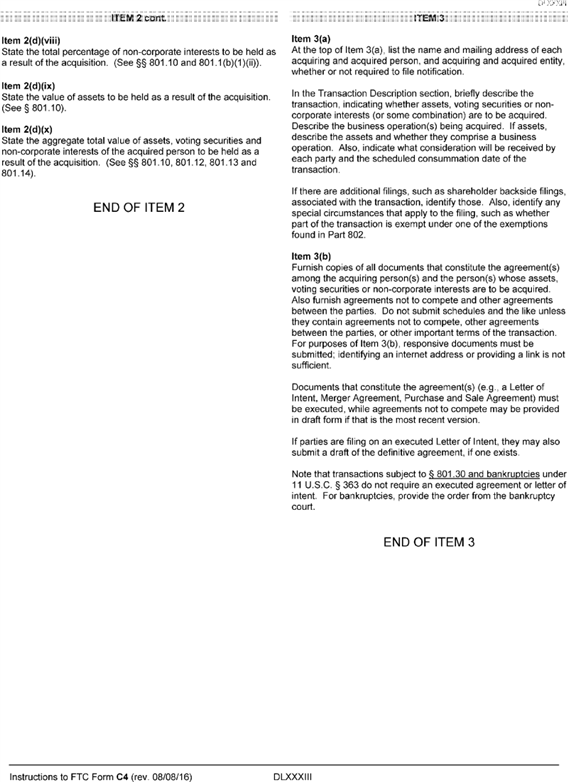 ITEM 2 cont.
Item 2(d)(viii)
State the total percentage of non-corporate interests to be held as
a result of the acquisition. (See §§ 801.10 and 801.1(b)(1)(ii)).
Item 2(d)(ix)
State the value of assets to be held as a result of the acquisition.
(See § 801.10).
Item 2(d)(x)
State the aggregate total value of assets, voting securities and
non-corporate interests of the acquired person to be held as a
result of the acquisition. (See §§ 801.10, 801.12, 801.13 and
801.14).
END OF ITEM 2
ITEM 3
Item 3(a)
At the top of Item 3(a), list the name and mailing address of each
acquiring and acquired person, and acquiring and acquired entity,
whether or not required to file notification.
In the Transaction Description section, briefly describe the
transaction, indicating whether assets, voting securities or non-
corporate interests (or some combination) are to be acquired.
Describe the business operation(s) being acquired. If assets,
describe the assets and whether they comprise a business
operation. Also, indicate what consideration will be received by
each party and the scheduled consummation date of the
transaction.
If there are additional filings, such as shareholder backside filings,
associated with the transaction, identify those. Also, identify any
special circumstances that apply to the filing, such as whether
part of the transaction is exempt under one of the exemptions
found in Part 802.
Item 3(b)
Furnish copies of all documents that constitute the agreement(s)
among the acquiring person(s) and the person(s) whose assets,
voting securities or non-corporate interests are to be acquired.
Also furnish agreements not to compete and other agreements
between the parties. Do not submit schedules and the like unless
they contain agreements not to compete, other agreements
between the parties, or other important terms of the transaction.
For purposes of Item 3(b), responsive documents must be
submitted; identifying an internet address or providing a link is not
sufficient.
Documents that constitute the agreement(s) (e.g., a Letter of
Intent, Merger Agreement, Purchase and Sale Agreement) must
be executed, while agreements not to compete may be provided
in draft form if that is the most recent version.
If parties are filing on an executed Letter of Intent, they may also
submit a draft of the definitive agreement, if one exists.
Note that transactions subject to § 801.30 and bankruptcies under
11 U.S.C. § 363 do not require an executed agreement or letter of
intent. For bankruptcies, provide the order from the bankruptcy
court.
END OF ITEM 3
Instructions to FTC Form C4 (rev. 08/08/16)
DLXXXIII